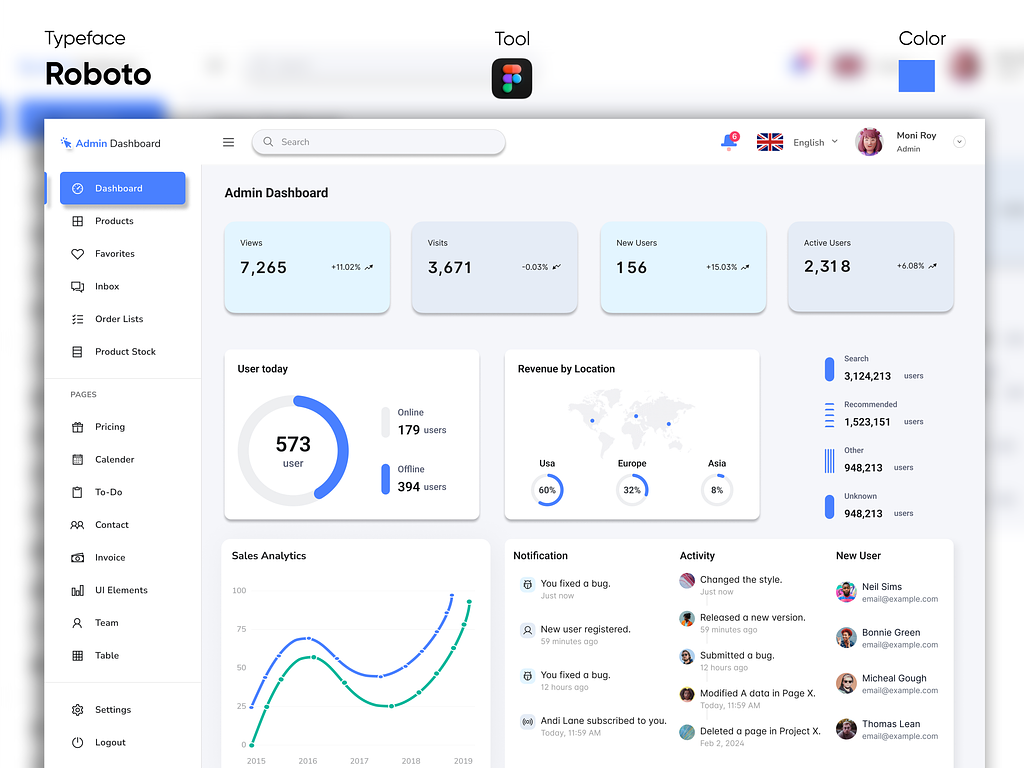 Typeface
Roboto
Tool
Color
Admin Dashboard
Search
6
English
Moni Roy
Admin
Dashboard
Products
Favorites
Inbox
Order Lists
Product Stock
PAGES
Pricing
Calender
To-Do
Contact
Invoice
UI Elements
Team
Table
Settings
Logout
Admin Dashboard
Views
7,265
+11.02%
Visits
3,671
-0.03%
New Users
156
+15.03%
Active Users
2,318
+6.08%
User today
573
user
Online
179 users
Offline
394 users
Revenue by Location
Usa
60%
Europe
32%
Asia
8%
Search
3,124,213 users
Recommended
1,523,151 users
Other
948,213 users
Unknown
948,213 users
Sales Analytics
100
75
50
25
0
2015 2016 2017 2018 2019
Notification
You fixed a bug.
Just now
New user registered.
59 minutes ago
You fixed a bug.
12 hours ago
Andi Lane subscribed to you.
Today, 11:59 AM
Activity
Changed the style.
Just now
Released a new version.
59 minutes ago
Submitted a bug.
12 hours ago
Modified A data in Page X.
Today, 11:59 AM
Deleted a page in Project X.
Feb 2, 2024
New User
Neil Sims
email@example.com
Bonnie Green
email@example.com
Micheal Gough
email@example.com
Thomas Lean
email@example.com